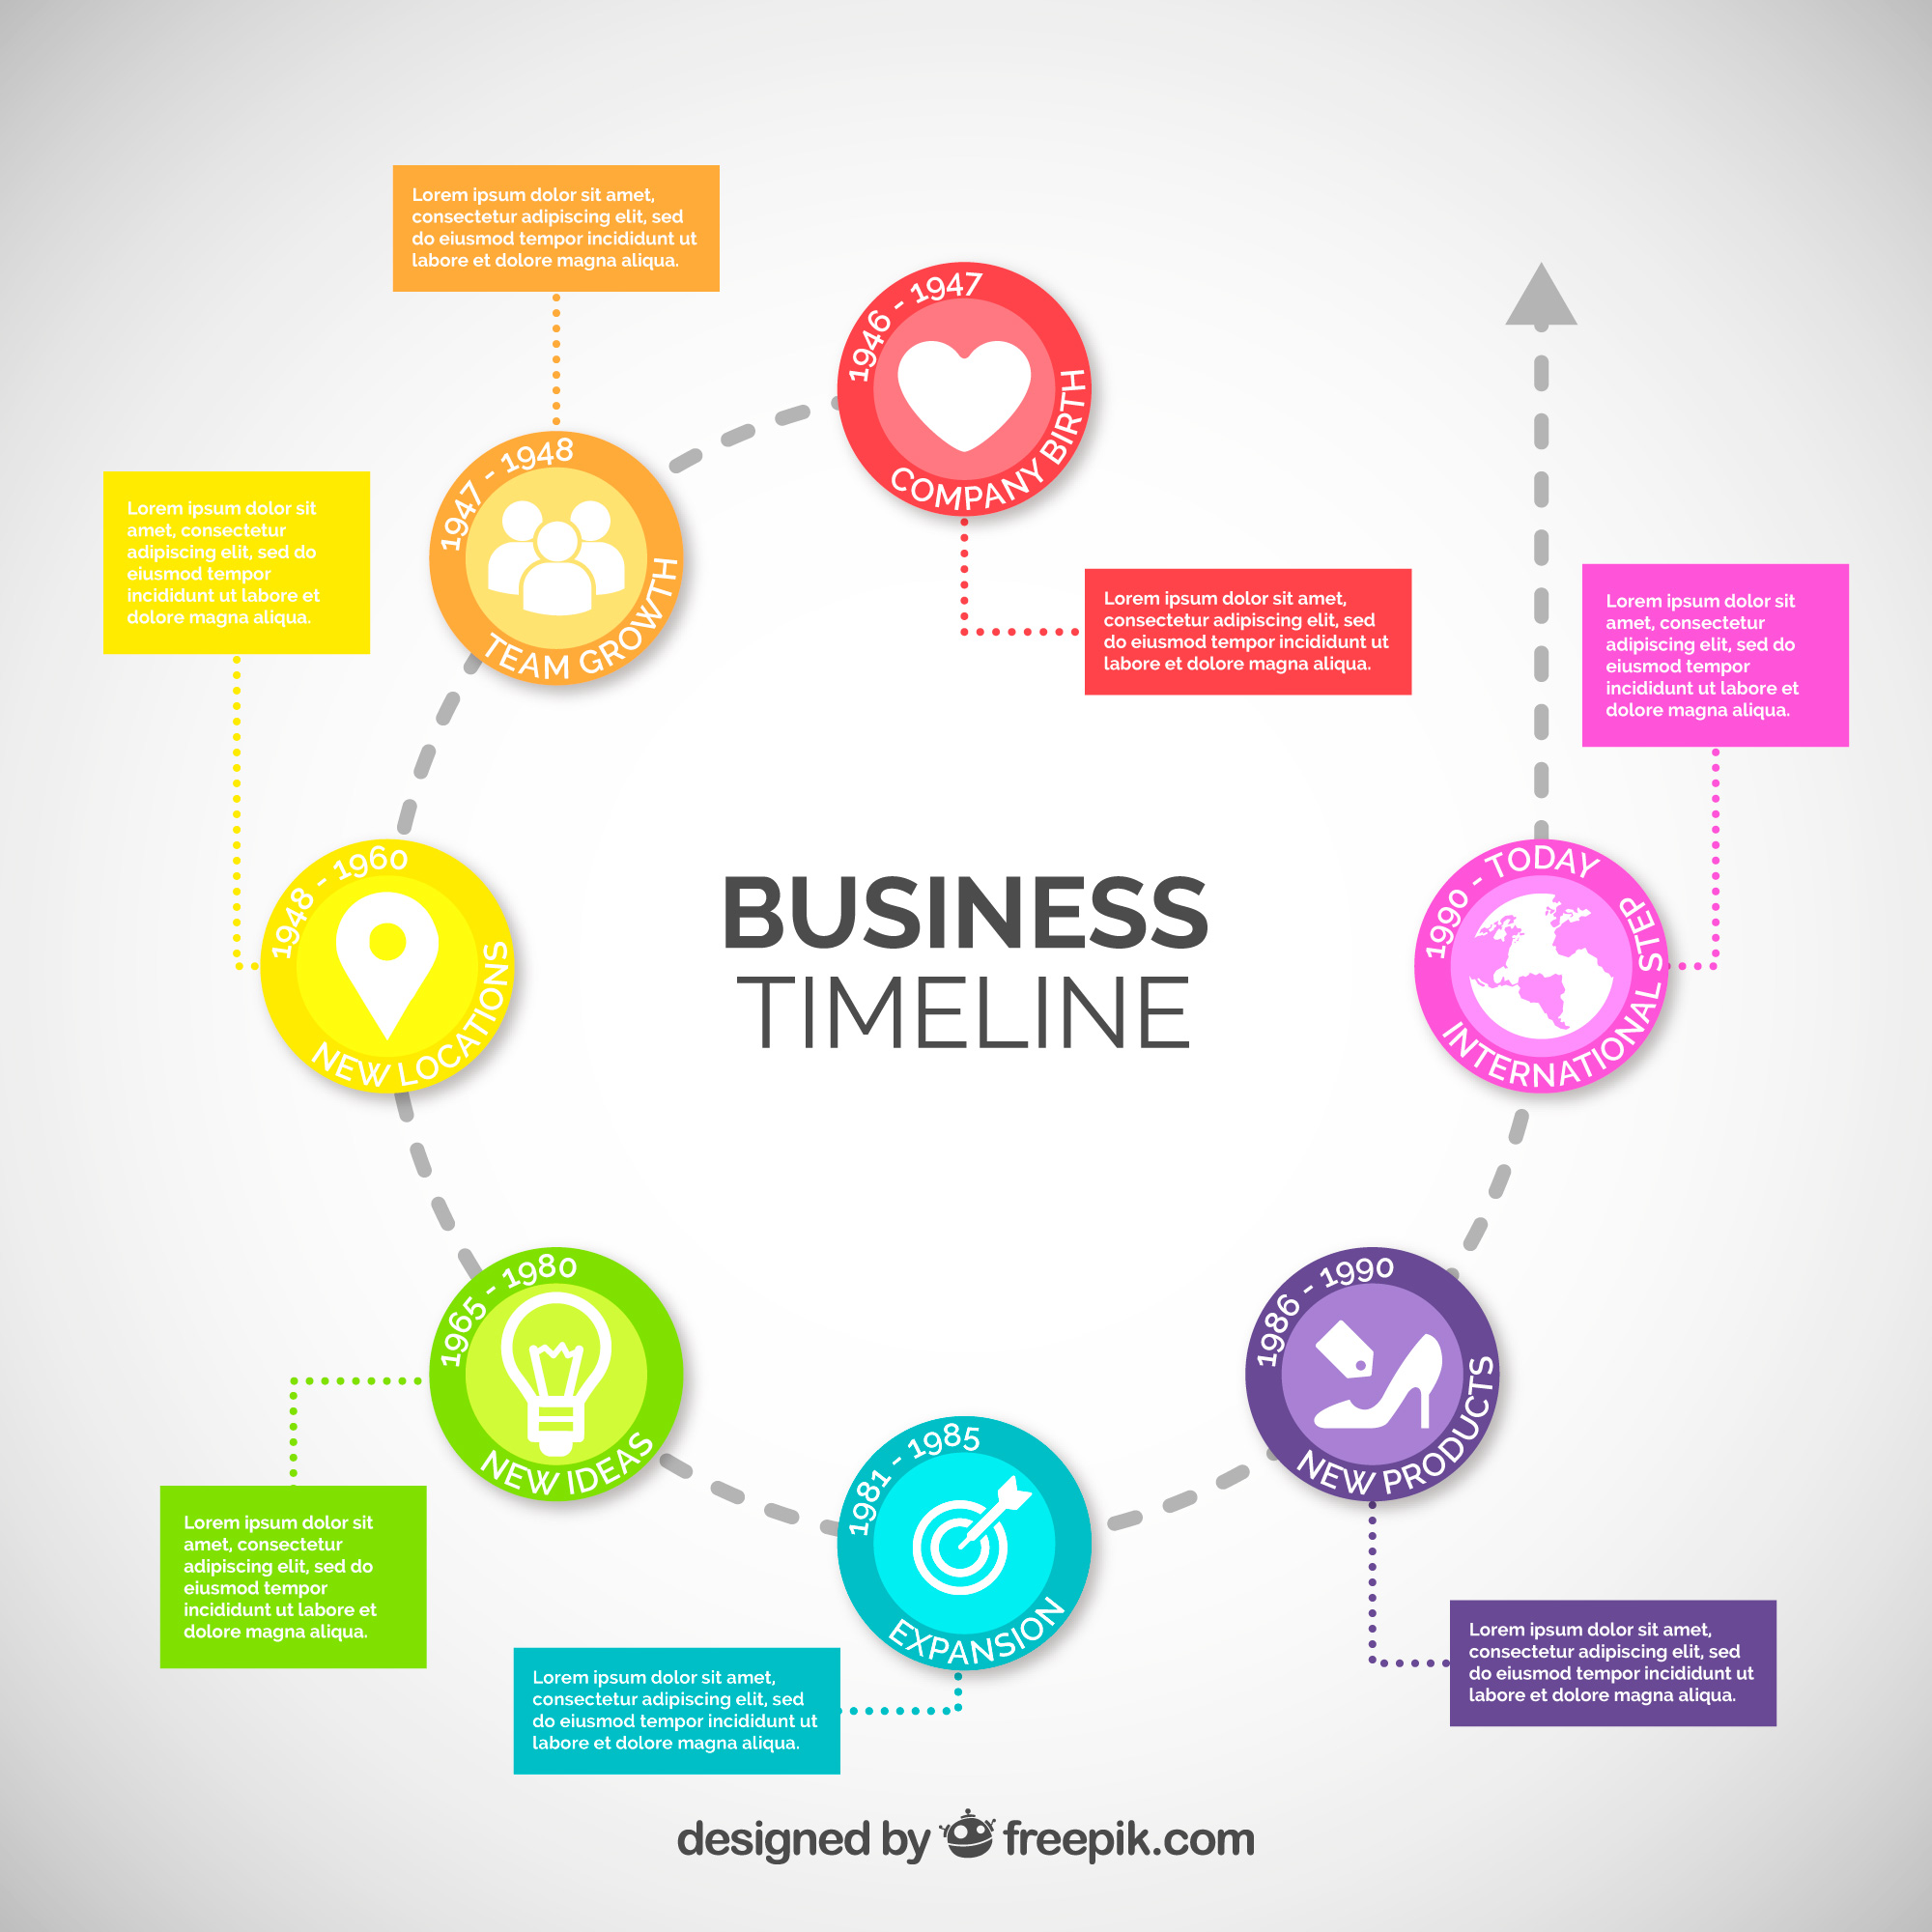 Lorem ipsum dolor sit amet,
consectetur adipiscing elit, sed
do eiusmod tempor incididunt ut
labore et dolore magna aliqua.
1946 - 1947
COMPANY BIRTH
1947 - 1948
TEAM GROWTH
Lorem ipsum dolor sit
amet, consectetur
adipiscing elit, sed do
eiusmod tempor
incididunt ut labore et
dolore magna aliqua.
Lorem ipsum dolor sit amet,
consectetur adipiscing elit, sed
do eiusmod tempor incididunt ut
labore et dolore magna aliqua.
Lorem ipsum dolor sit
amet, consectetur
adipiscing elit, sed do
eiusmod tempor
incididunt ut labore et
dolore magna aliqua.
1948 - 1960
NEW LOCATIONS
BUSINESS
TIMELINE
1990 - TODAY
INTERNATIONAL STEP
1965 - 1980
NEW IDEAS
1986 - 1990
NEW PRODUCTS
1981 - 1985
EXPANSION
Lorem ipsum dolor sit
amet, consectetur
adipiscing elit, sed do
eiusmod tempor
incididunt ut labore et
dolore magna aliqua.
Lorem ipsum dolor sit amet,
consectetur adipiscing elit, sed
do eiusmod tempor incididunt ut
labore et dolore magna aliqua.
Lorem ipsum dolor sit amet,
consectetur adipiscing elit, sed
do eiusmod tempor incididunt ut
labore et dolore magna aliqua.
designed by freepik.com